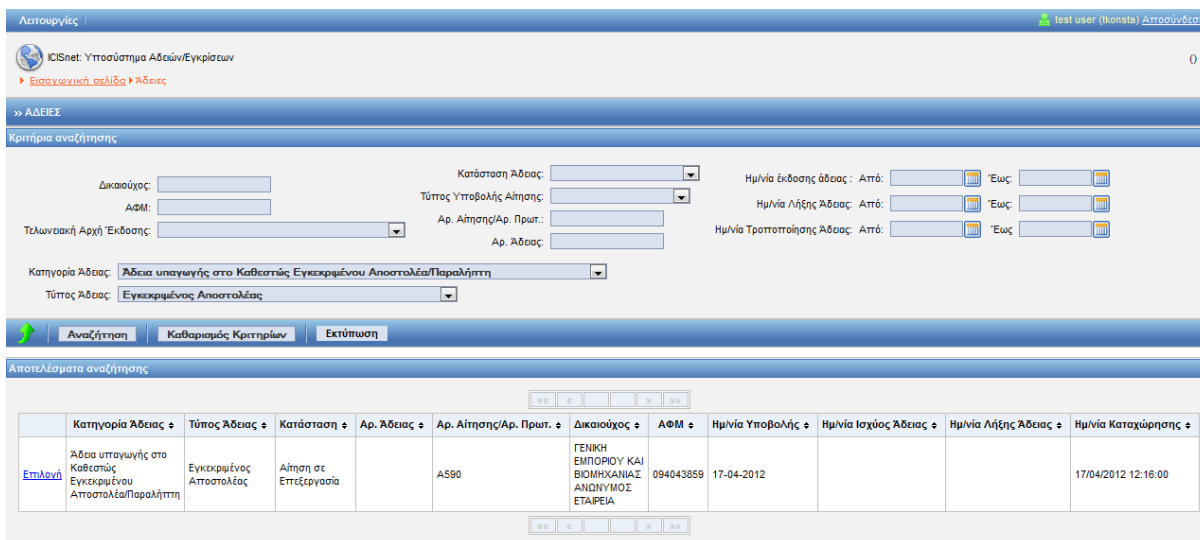 Λειτουργίες
test user (tkonsta) Αποσύνδεσ
ICISnet: Υποσύστημα Αδειών/Εγκρίσεων
()
Εισαγωγική σελίδα Άδειες
» ΑΔΕΙΕΣ
Κριτήρια αναζήτησης
Δικαιούχος:
ΑΦΜ:
Τελωνειακή Αρχή Έκδοσης:
Κατάσταση Άδειας:
Τύπος Υποβολής Αίτησης:
Αρ. Αίτησης/Αρ. Πρωτ.:
Αρ. Άδειας:
Ημ/νία έκδοσης άδειας : Από: Έως:
Ημ/νία Λήξης Άδειας: Από: Έως:
Ημ/νία Τροποποίησης Άδειας: Από: Έως
Κατηγορία Άδειας: Άδεια υπαγωγής στο Καθεστώς Εγκεκριμένου Αποστολέα/Παραλήπτη
Τύπος Άδειας: Εγκεκριμένος Αποστολέας
Αναζήτηση Καθαρισμός Κριτηρίων Εκτύπωση
Αποτελέσματα αναζήτησης
«« « » »»
Κατηγορία Άδειας Τύπος Άδειας Κατάσταση Αρ. Άδειας Αρ. Αίτησης/Αρ. Πρωτ. Δικαιούχος ΑΦΜ Ημ/νία Υποβολής Ημ/νία Ισχύος Άδειας Ημ/νία Λήξης Άδειας Ημ/νία Καταχώρησης
Επιλογή
Άδεια υπαγωγής στο
Καθεστώς
Εγκεκριμένου
Αποστολέα/Παραλήπτη
Εγκεκριμένος
Αποστολέας
Αίτηση σε
Επεξεργασία
Α590
ΓΕΝΙΚΗ
ΕΜΠΟΡΙΟΥ ΚΑΙ
ΒΙΟΜΗΧΑΝΙΑΣ
ΑΝΩΝΥΜΟΣ
ΕΤΑΙΡΕΙΑ
094043859
17-04-2012
17/04/2012 12:16:00
«« « » »»